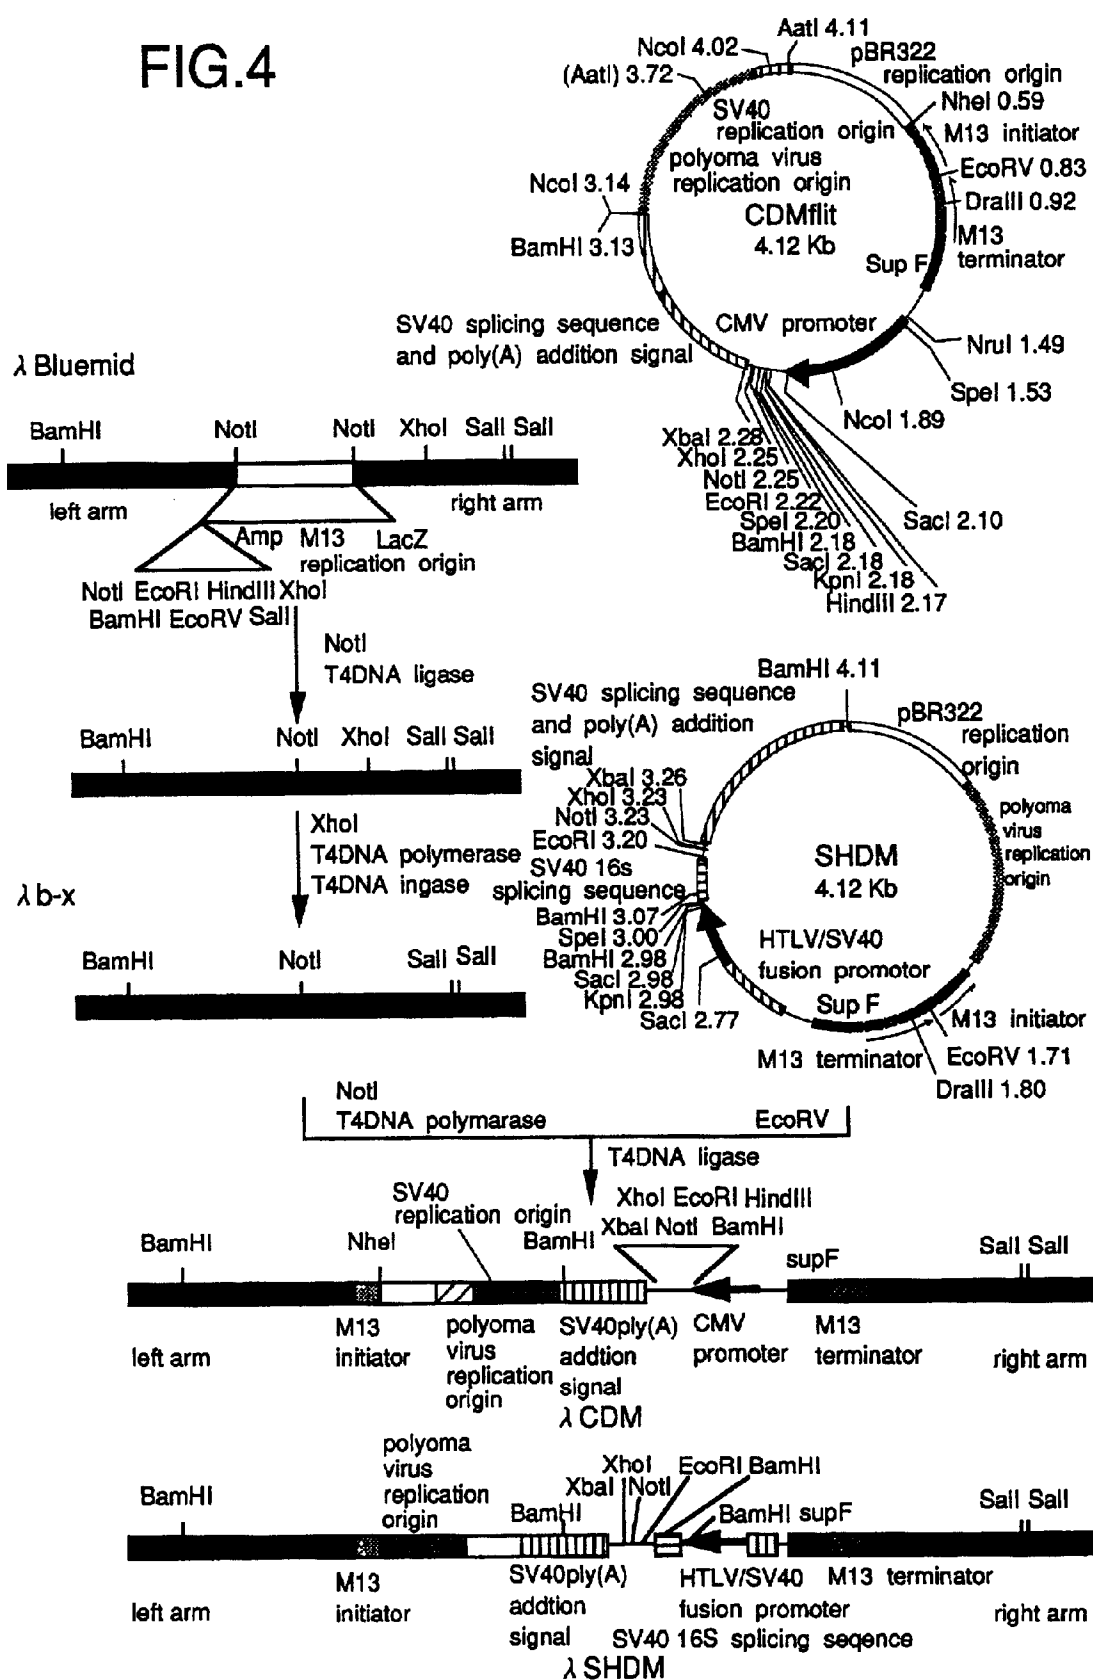 FIG.4
AatI 4.11
NcoI 4.02
(AatI) 3.72
pBR322
replication origin
NheI 0.59
SV40
replication origin
M13 initiator
polyoma virus
replication origin
EcoRV 0.83
NcoI 3.14
DraIII 0.92
CDMflit
4.12 Kb
BamHI 3.13
M13
terminator
Sup F
SV40 splicing sequence
and poly(A) addition signal
CMV promoter
NruI 1.49
SpeI 1.53
NcoI 1.89
XbaI 2.28
XhoI 2.25
NotI 2.25
EcoRI 2.22
SpeI 2.20
BamHI 2.18
SacI 2.18
KpnI 2.18
HindIII 2.17
SacI 2.10
λ Bluemid
BamHI NotI NotI XhoI SalI SalI
left arm right arm
Amp M13 LacZ
replication origin
NotI EcoRI HindIII XhoI
BamHI EcoRV SalI
NotI
T4DNA ligase
BamHI NotI XhoI SalI SalI
XhoI
T4DNA polymerase
T4DNA ingase
λ b-x
BamHI NotI SalI SalI
BamHI 4.11
SV40 splicing sequence
and poly(A) addition
signal
pBR322
replication
origin
XbaI 3.26
XhoI 3.23
NotI 3.23
EcoRI 3.20
polyoma
virus
replication
origin
SHDM
4.12 Kb
SV40 16s
splicing sequence
BamHI 3.07
SpeI 3.00
BamHI 2.98
SacI 2.98
KpnI 2.98
SacI 2.77
HTLV/SV40
fusion promotor
Sup F
M13 initiator
M13 terminator
EcoRV 1.71
DraIII 1.80
NotI
T4DNA polymarase
EcoRV
T4DNA ligase
SV40
replication origin
XhoI EcoRI HindIII
XbaI NotI BamHI
BamHI NheI BamHI supF SalI SalI
left arm
M13
initiator
polyoma
virus
replication
origin
SV40ply(A)
addtion
signal
CMV
promoter
M13
terminator
right arm
λ CDM
polyoma
virus
replication
origin
XhoI EcoRI BamHI
XbaI NotI
BamHI BamHI BamHI supF SalI SalI
left arm
M13
initiator
SV40ply(A)
addtion
signal
HTLV/SV40
fusion promoter
M13 terminator
right arm
SV40 16S splicing seqence
λ SHDM